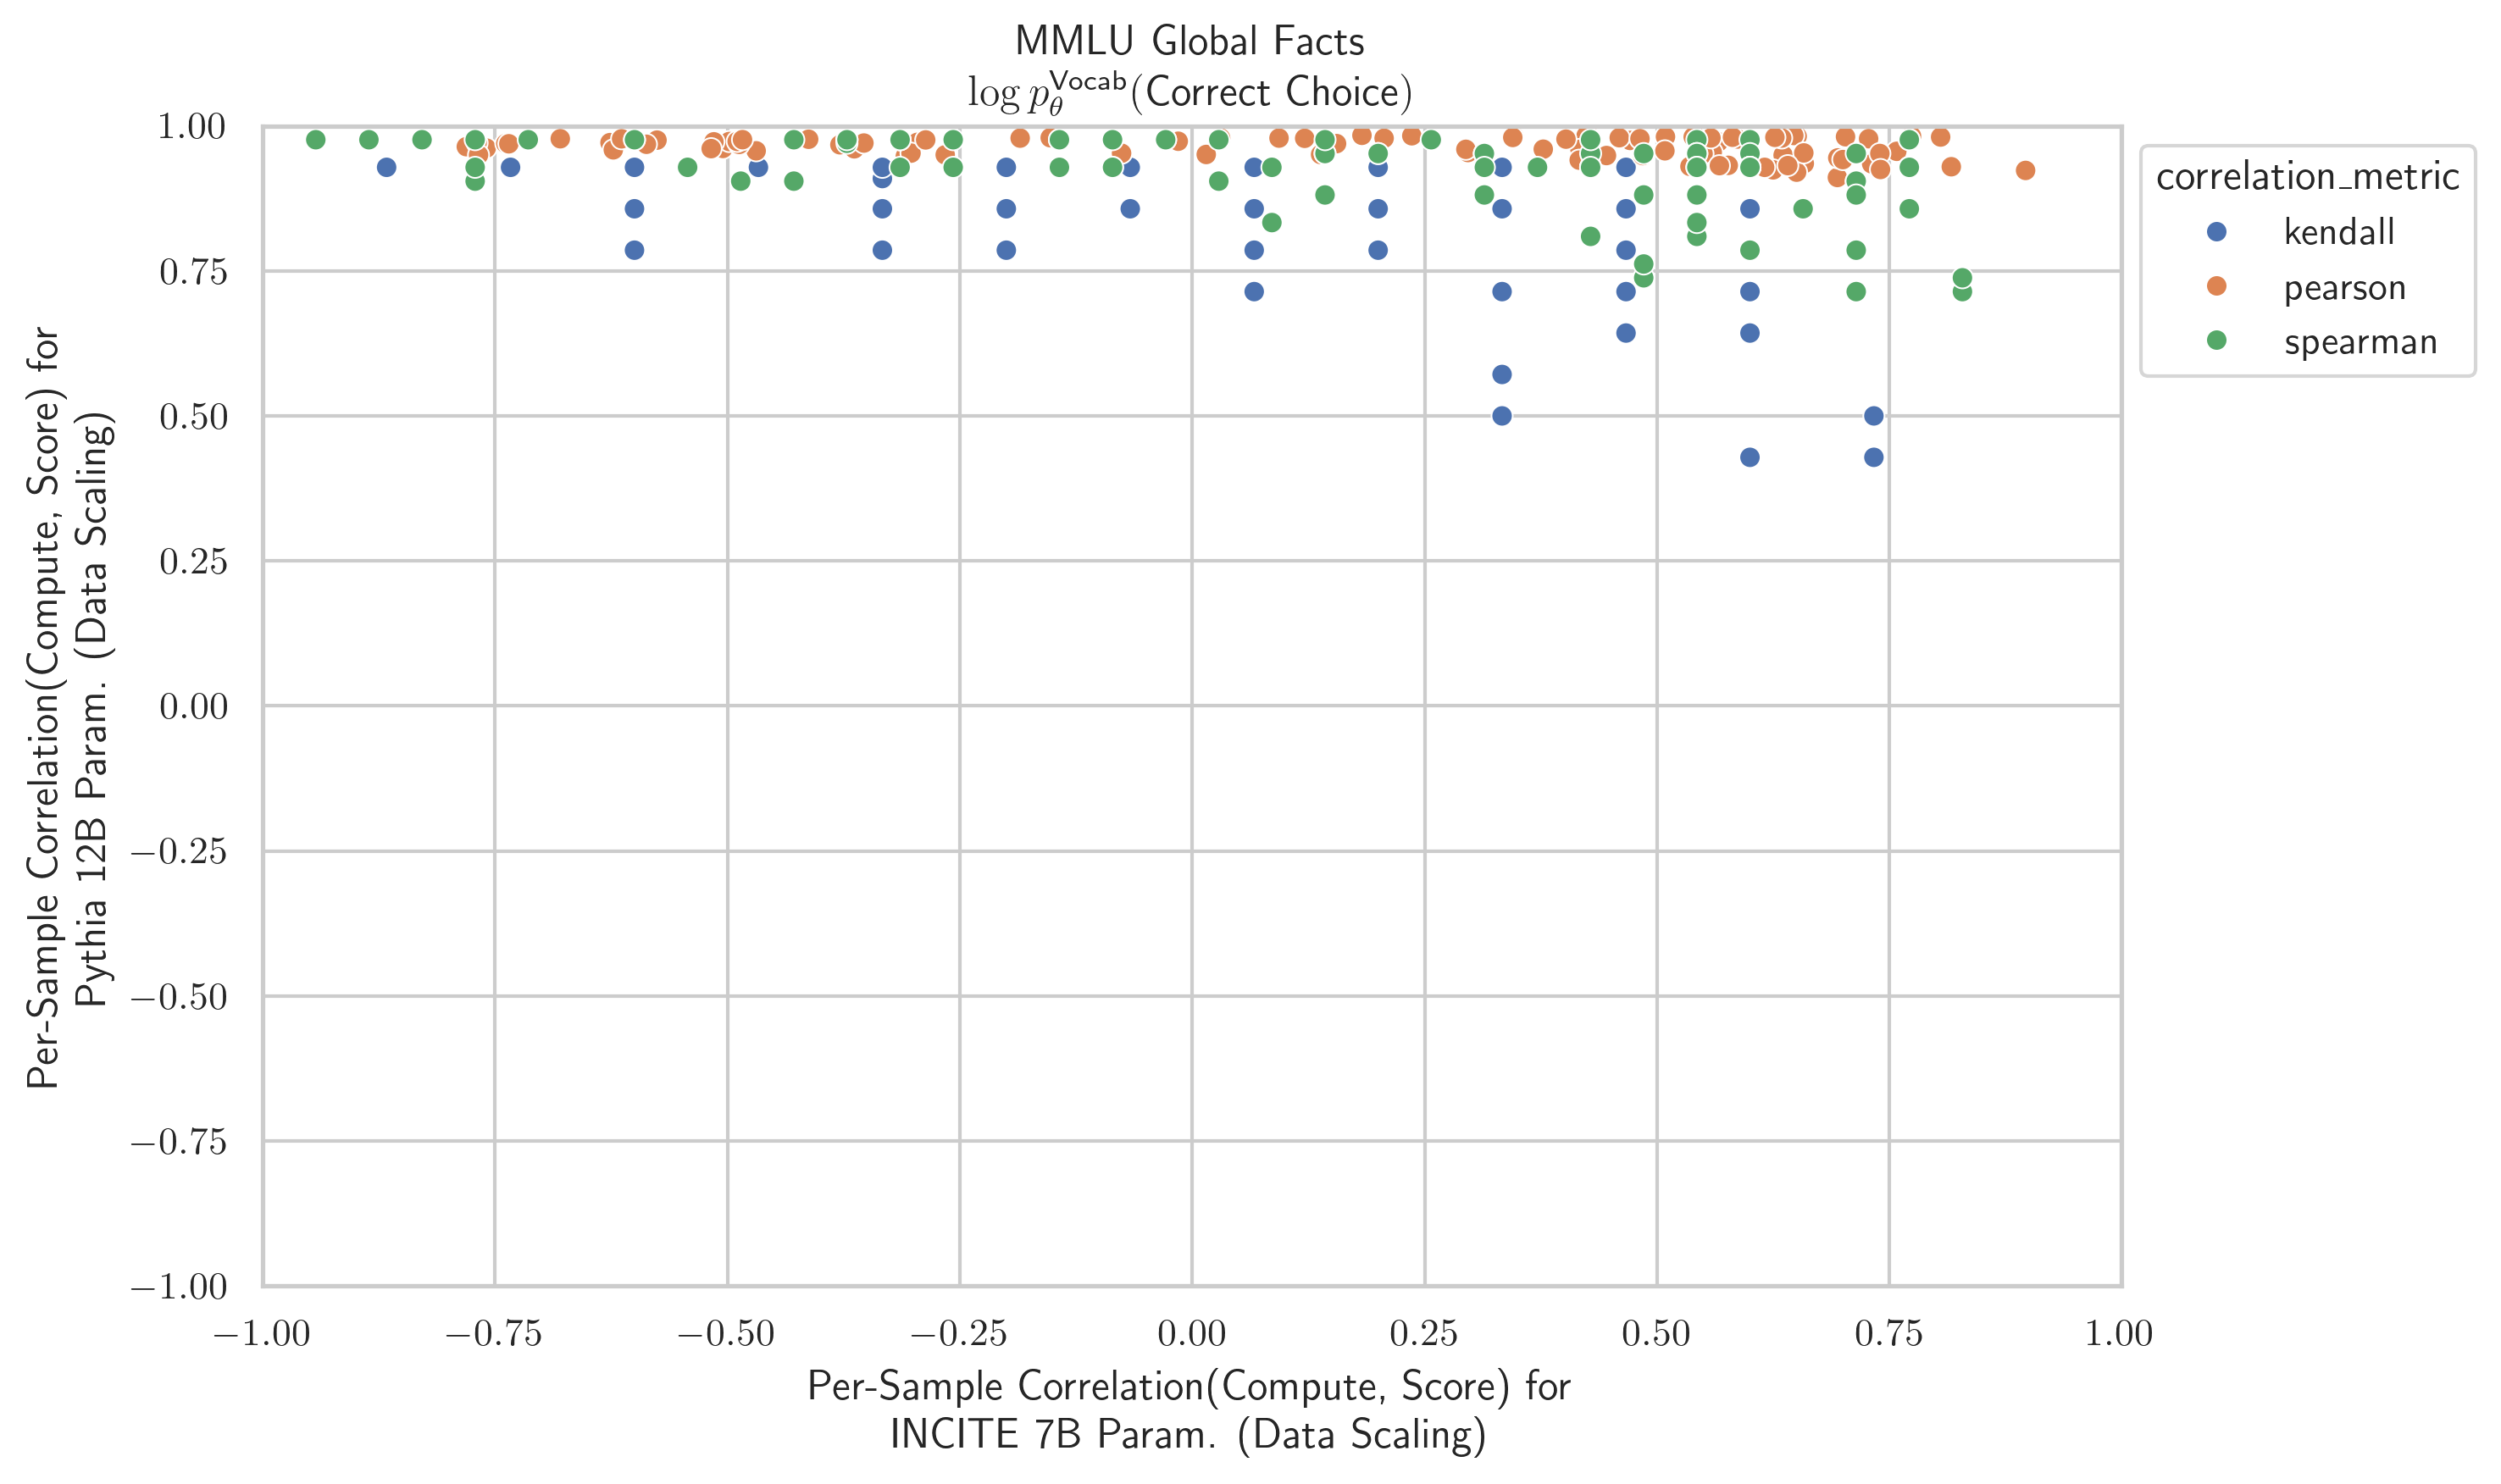 MMLU Global Facts
log p_θ^Vocab(Correct Choice)
Per-Sample Correlation(Compute, Score) for
Pythia 12B Param. (Data Scaling)
1.00
0.75
0.50
0.25
0.00
−0.25
−0.50
−0.75
−1.00
−1.00 −0.75 −0.50 −0.25 0.00 0.25 0.50 0.75 1.00
Per-Sample Correlation(Compute, Score) for
INCITE 7B Param. (Data Scaling)
correlation_metric
kendall
pearson
spearman